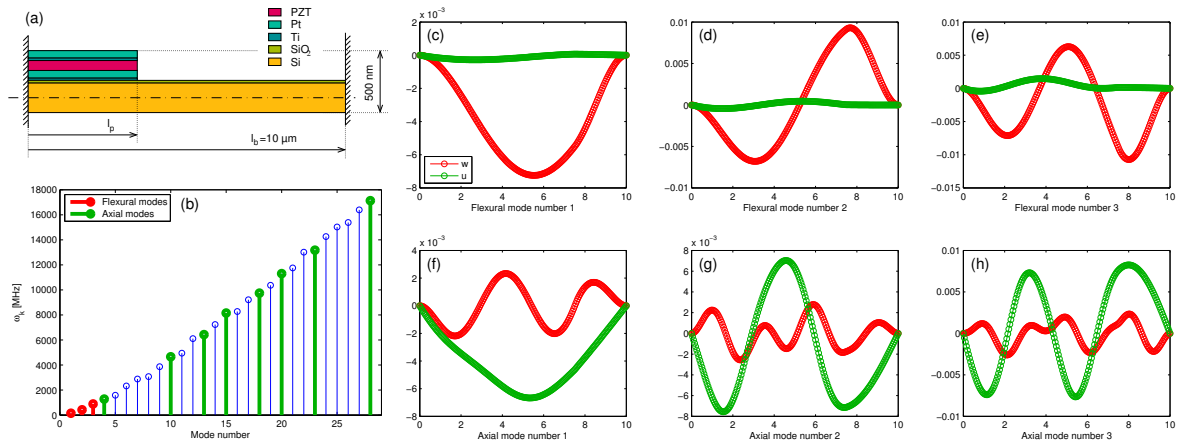 (a)
PZT
Pt
Ti
SiO2
Si
500 nm
lp
lb=10 μm
(b)
Flexural modes
Axial modes
ωk [MHz]
18000
16000
14000
12000
10000
8000
6000
4000
2000
0
0 5 10 15 20 25
Mode number
(c)
x 10−3
2
0
−2
−4
−6
−8
w
u
0 2 4 6 8 10
Flexural mode number 1
(d)
0.01
0.005
0
−0.005
−0.01
0 2 4 6 8 10
Flexural mode number 2
(e)
0.01
0.005
0
−0.005
−0.01
−0.015
0 2 4 6 8 10
Flexural mode number 3
(f)
x 10−3
4
2
0
−2
−4
−6
−8
0 2 4 6 8 10
Axial mode number 1
(g)
x 10−3
8
6
4
2
0
−2
−4
−6
−8
0 2 4 6 8 10
Axial mode number 2
(h)
0.01
0.005
0
−0.005
−0.01
0 2 4 6 8 10
Axial mode number 3